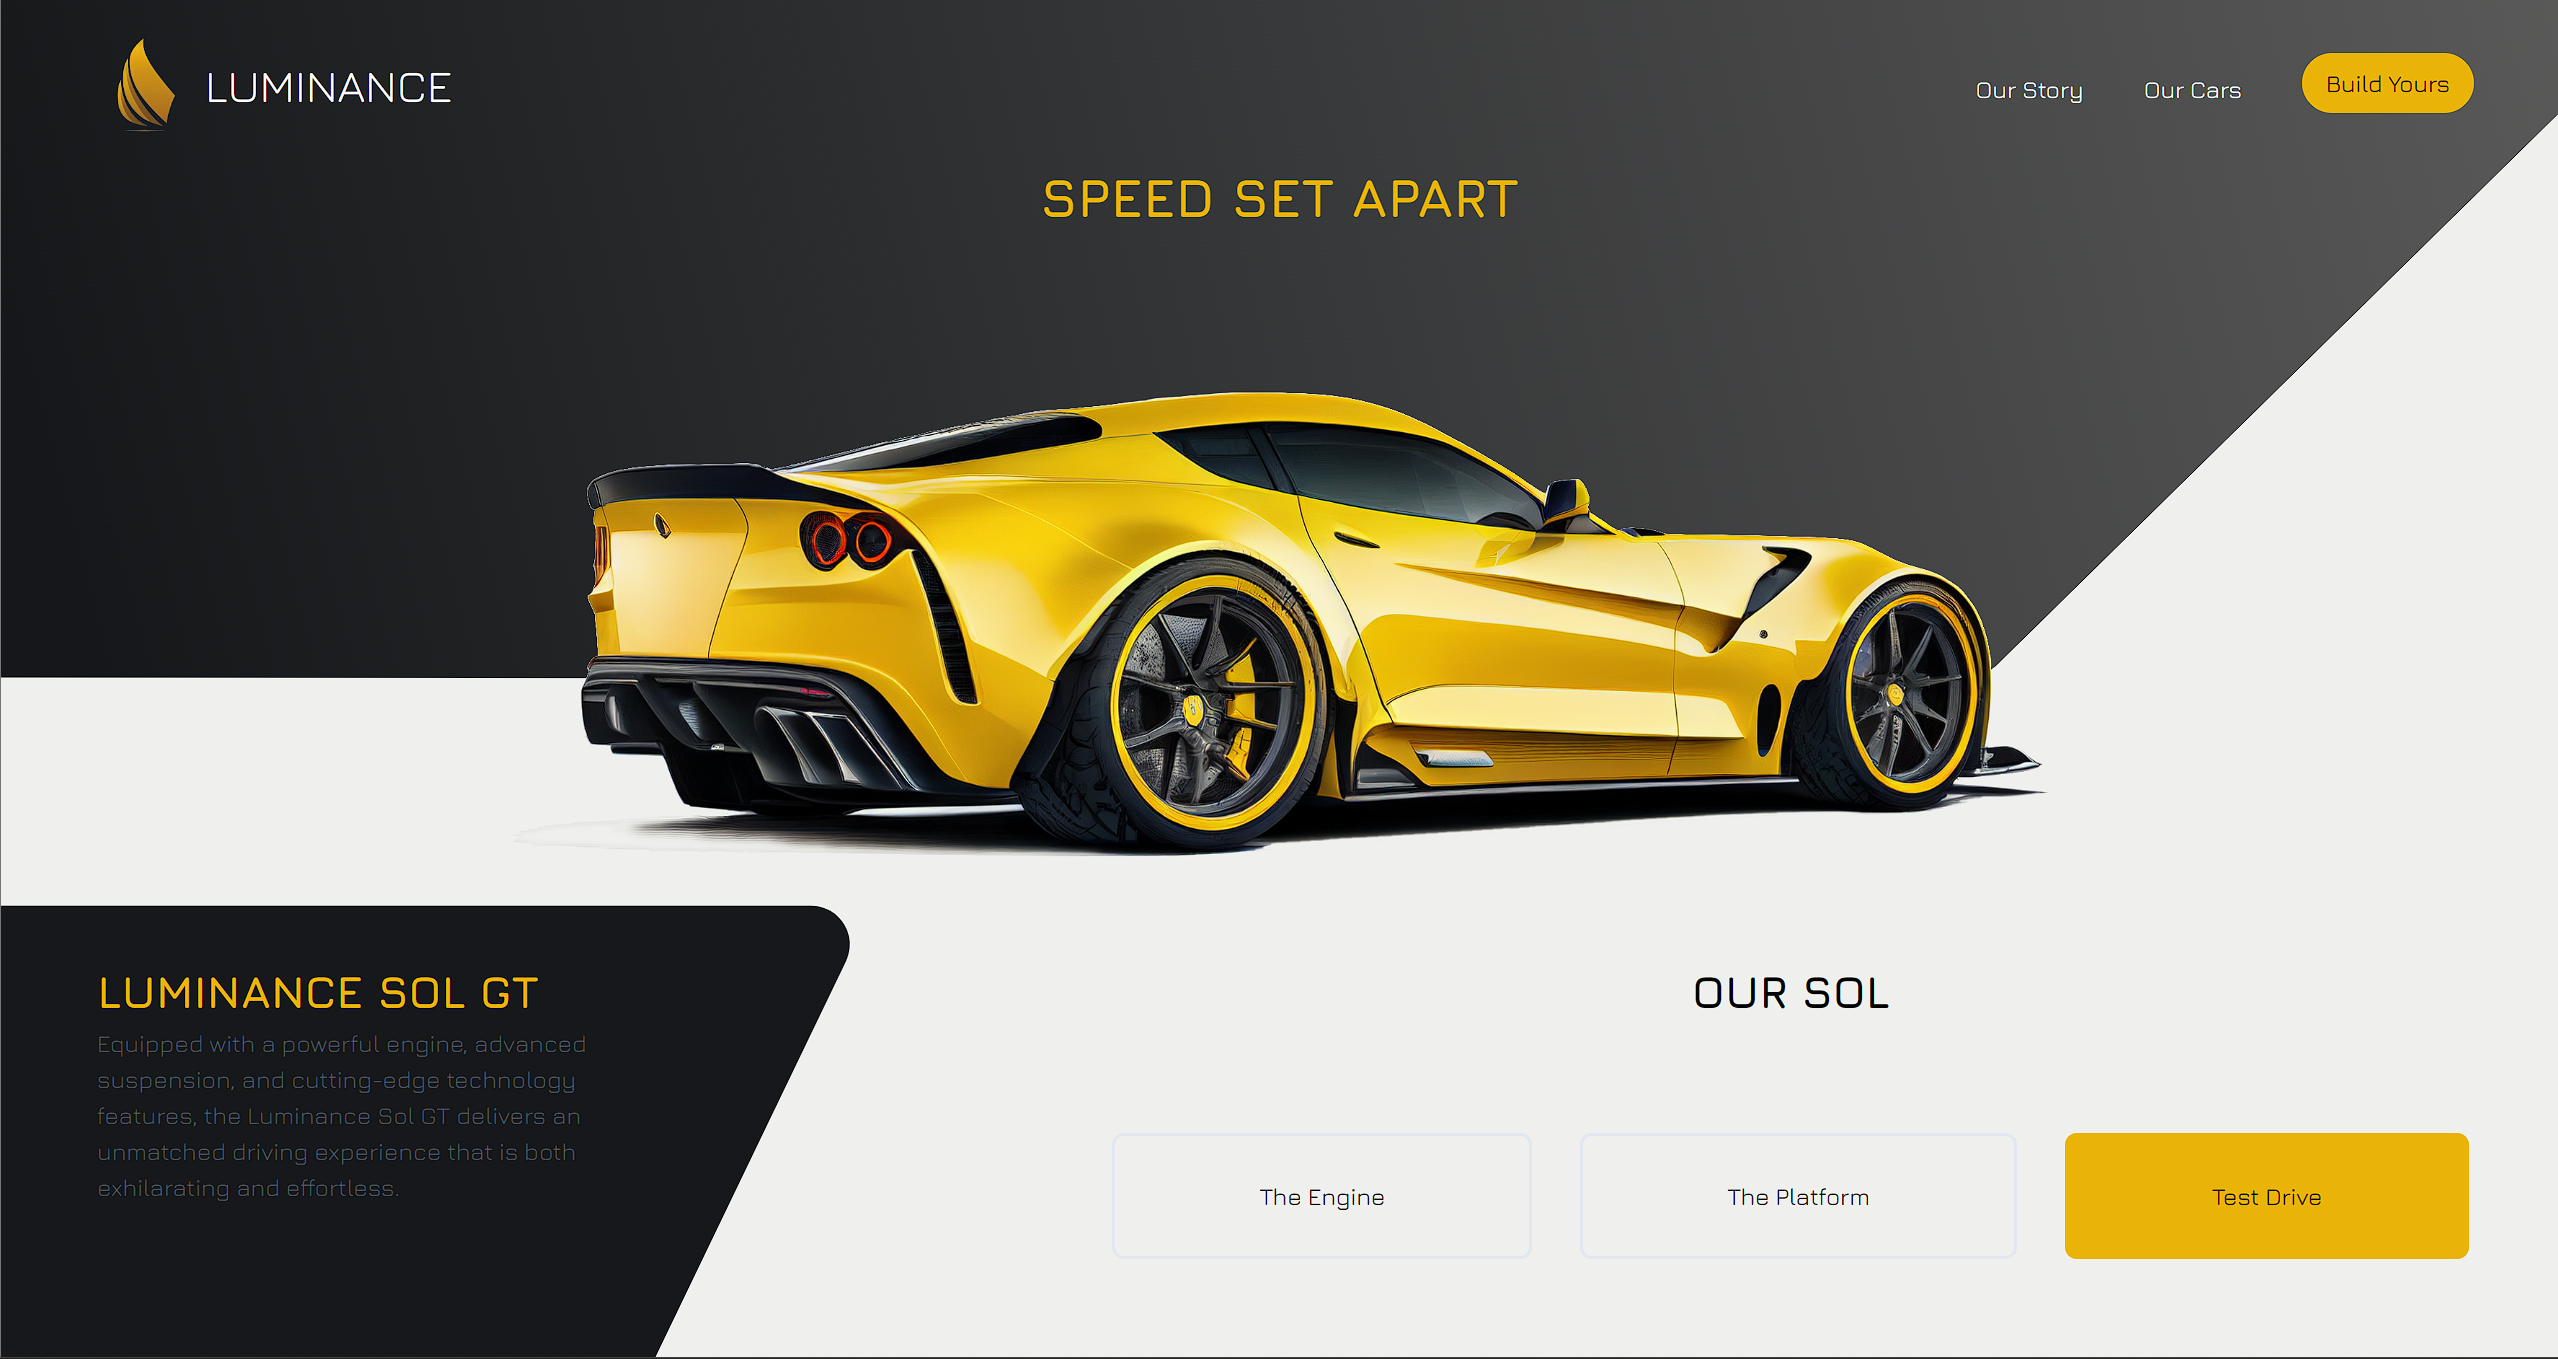 LUMINANCE
Our Story
Our Cars
Build Yours
SPEED SET APART
LUMINANCE SOL GT
Equipped with a powerful engine, advanced
suspension, and cutting-edge technology
features, the Luminance Sol GT delivers an
unmatched driving experience that is both
exhilarating and effortless.
OUR SOL
The Engine
The Platform
Test Drive